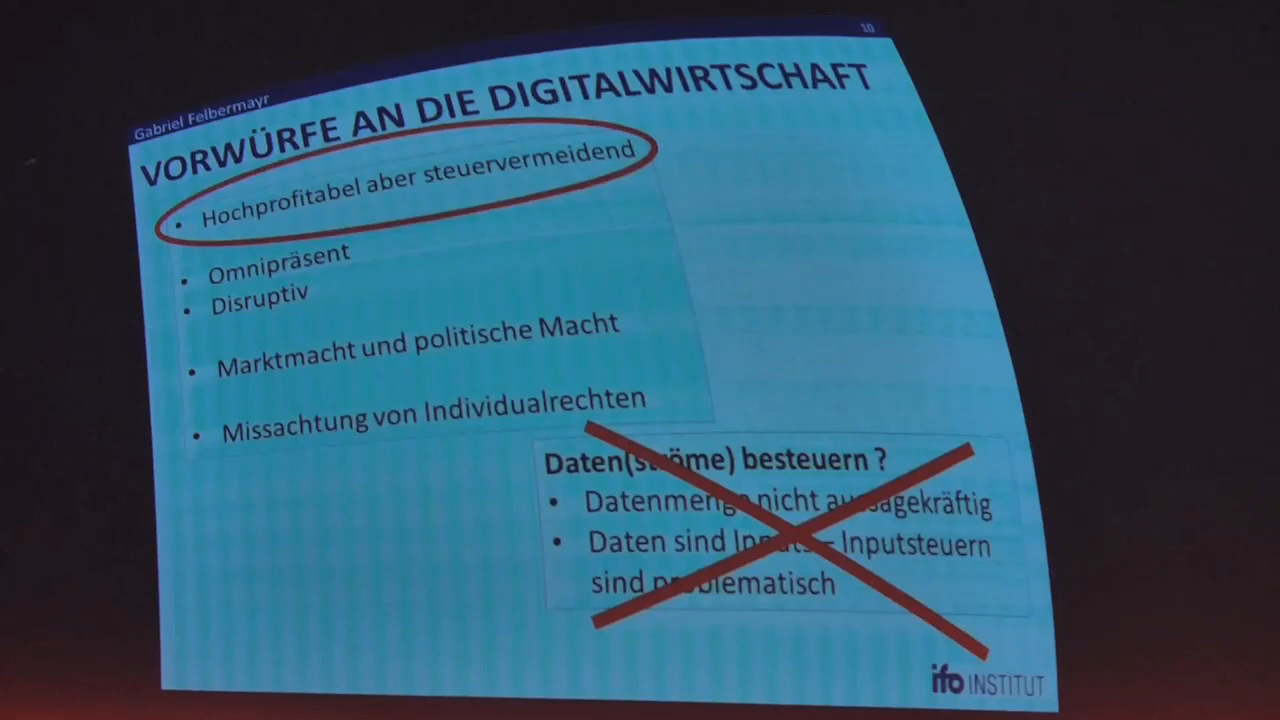 10
Gabriel Felbermayr
VORWÜRFE AN DIE DIGITALWIRTSCHAFT
• Hochprofitabel aber steuervermeidend
• Omnipräsent
• Disruptiv
• Marktmacht und politische Macht
• Missachtung von Individualrechten
Daten(ströme) besteuern ?
• Datenmenge nicht aussagekräftig
• Daten sind Inputs – Inputsteuern
sind problematisch
ifo INSTITUT